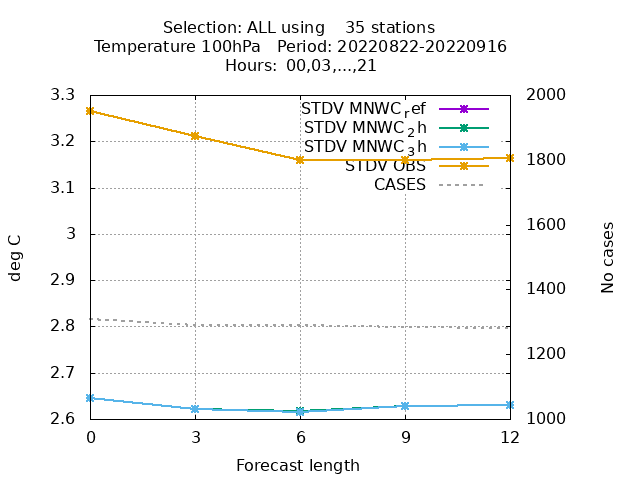 Selection: ALL using    35 stations
Temperature 100hPa   Period: 20220822-20220916
Hours: 00,03,...,21
3.3
3.2
3.1
3
2.9
2.8
2.7
2.6
deg C
2000
1800
1600
1400
1200
1000
No cases
STDV MNWC_ref
STDV MNWC_2h
STDV MNWC_3h
STDV OBS
CASES
0 3 6 9 12
Forecast length